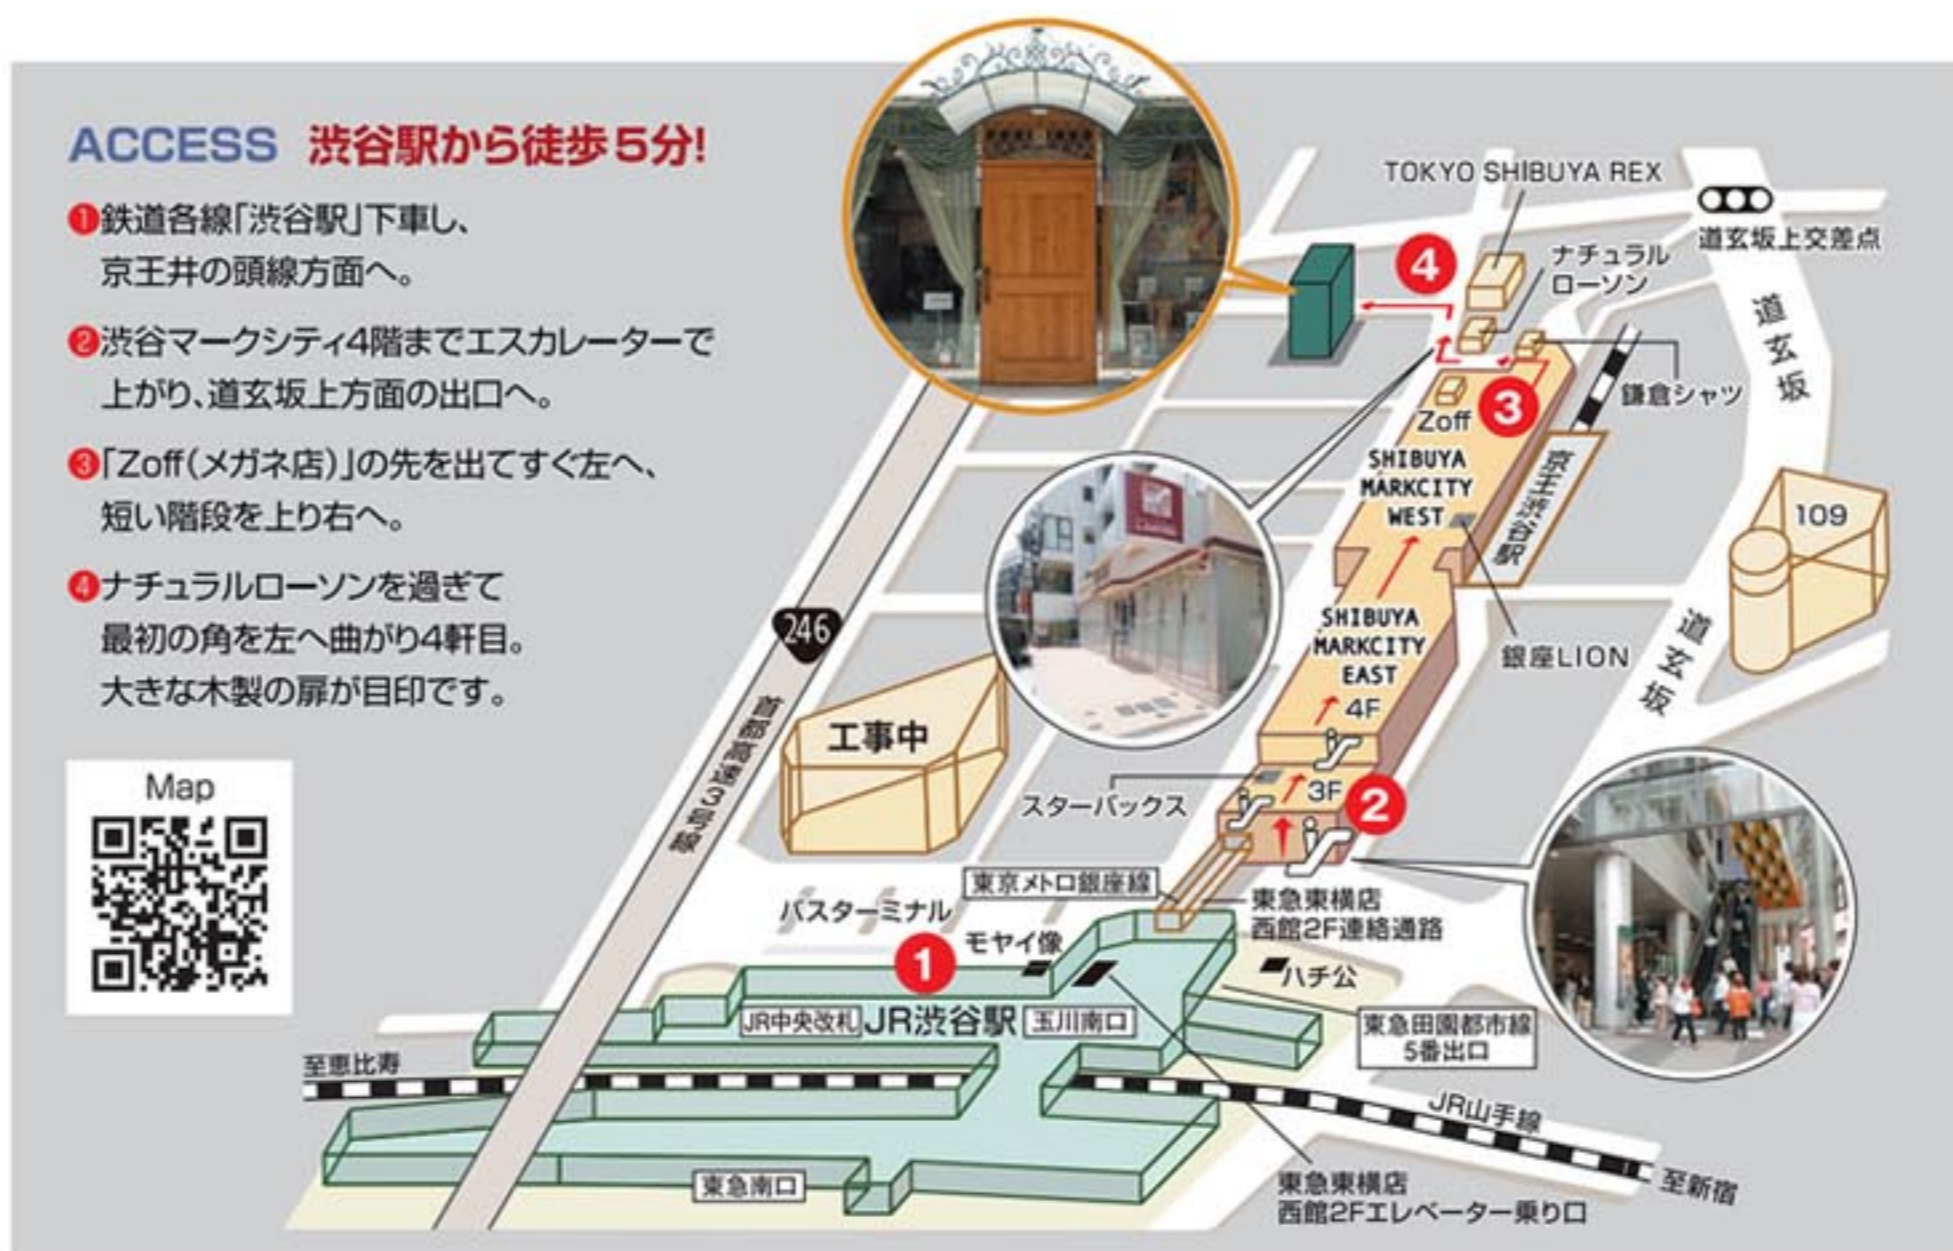 ACCESS 渋谷駅から徒歩5分!
❶鉄道各線「渋谷駅」下車し、
京王井の頭線方面へ。
❷渋谷マークシティ4階までエスカレーターで
上がり、道玄坂上方面の出口へ。
❸「Zoff(メガネ店)」の先を出てすぐ左へ、
短い階段を上り右へ。
❹ナチュラルローソンを過ぎて
最初の角を左へ曲がり4軒目。
大きな木製の扉が目印です。
Map
TOKYO SHIBUYA REX
道玄坂上交差点
4
ナチュラル
ローソン
道玄坂
鎌倉シャツ
3
Zoff
SHIBUYA
MARKCITY
WEST
京王渋谷駅
109
246
SHIBUYA
MARKCITY
EAST
銀座LION
道玄坂
4F
工事中
首都高速3号線
スターバックス
3F
2
東京メトロ銀座線
東急東横店
西館2F連絡通路
バスターミナル
1
モヤイ像
ハチ公
JR中央改札
JR渋谷駅
玉川南口
東急田園都市線
5番出口
至恵比寿
JR山手線
東急南口
至新宿
東急東横店
西館2Fエレベーター乗り口